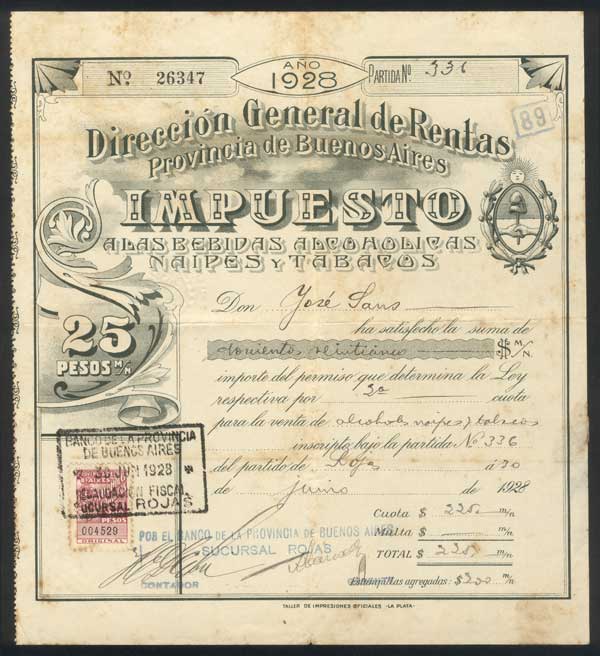 Nº 26347
AÑO
1928
PARTIDA Nº 336
89
Dirección General de Rentas
Provincia de Buenos Aires
IMPUESTO
A LAS BEBIDAS ALCOHOLICAS
NAIPES Y TABACOS
25
PESOS M/N
Don José Sans
ha satisfecho la suma de
$ M/N
importe del permiso que determina la Ley
respectiva por 2a cuota
para la venta de alcoholes naipes y tabacos
inscripto bajo la partida Nº 336
del partido de Rojas a 30
de Junio de 1928
BANCO DE LA PROVINCIA
DE BUENOS AIRES
30 JUN 1928
RECAUDACION FISCAL
SUCURSAL ROJAS
PESOS
004529
ORIGINAL
Cuota $ 225 m/n
Multa $ m/n
TOTAL $ 225 m/n
Estampillas agregadas: $ 200 m/n
POR EL BANCO DE LA PROVINCIA DE BUENOS AIRES
SUCURSAL ROJAS
CONTADOR
TALLER DE IMPRESIONES OFICIALES - LA PLATA -